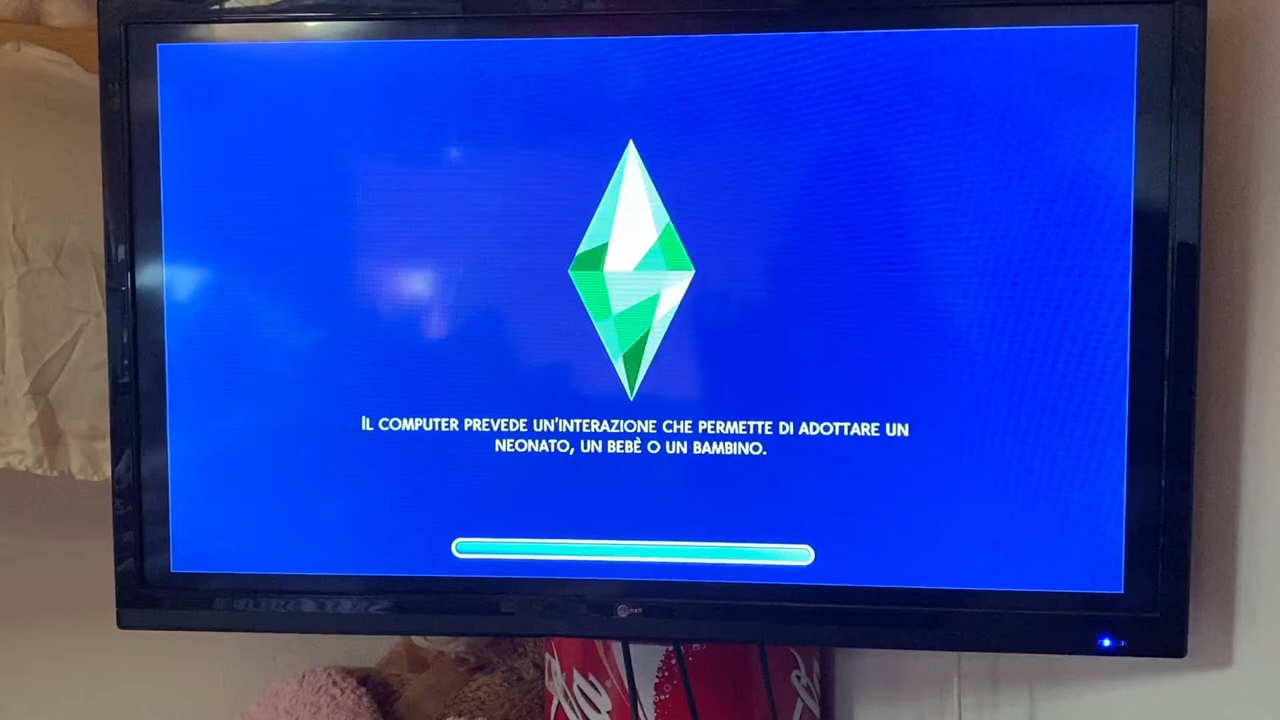 Il computer prevede un'interazione che permette di adottare un
neonato, un bebè o un bambino.